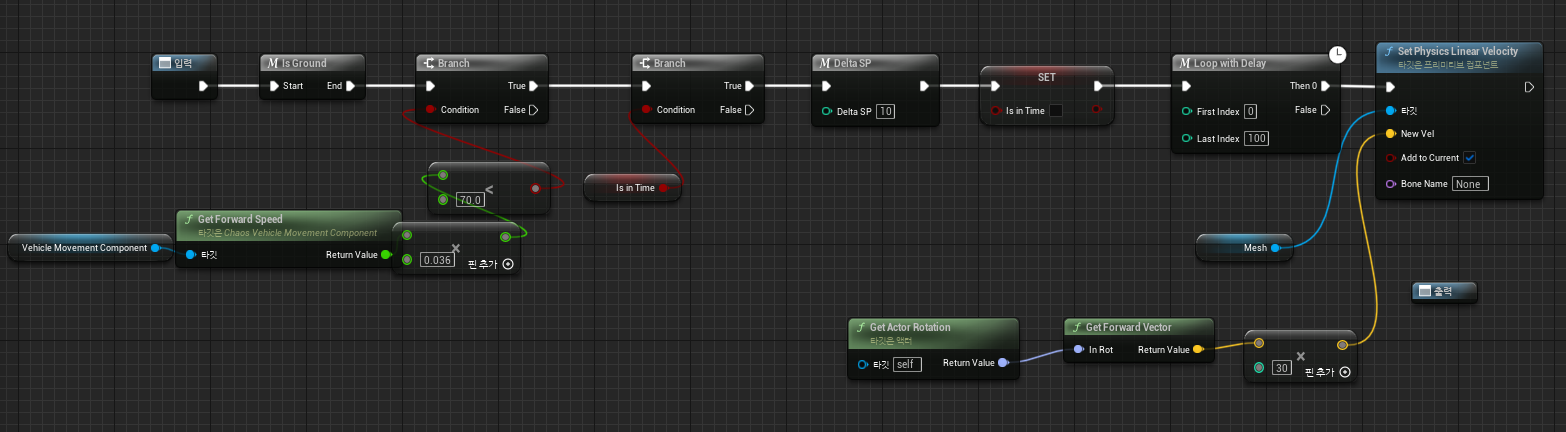 입력
Is Ground
Start
End
Branch
True
Condition
False
Branch
True
Condition
False
Delta SP
Delta SP
10
SET
Is in Time
Loop with Delay
Then 0
First Index
0
False
Last Index
100
Set Physics Linear Velocity
타깃은 프리미티브 컴포넌트
타깃
New Vel
Add to Current
Bone Name
None
<
70.0
Is in Time
Get Forward Speed
타깃은 Chaos Vehicle Movement Component
Vehicle Movement Component
타깃
Return Value
×
0.036
핀 추가
Mesh
출력
Get Actor Rotation
타깃은 액터
타깃
self
Return Value
Get Forward Vector
In Rot
Return Value
×
30
핀 추가